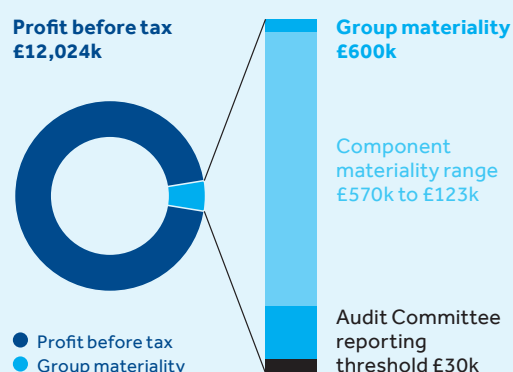 Profit before tax
£12,024k
Group materiality
£600k
Component
materiality range
£570k to £123k
Audit Committee
reporting
threshold £30k
Profit before tax
Group materiality